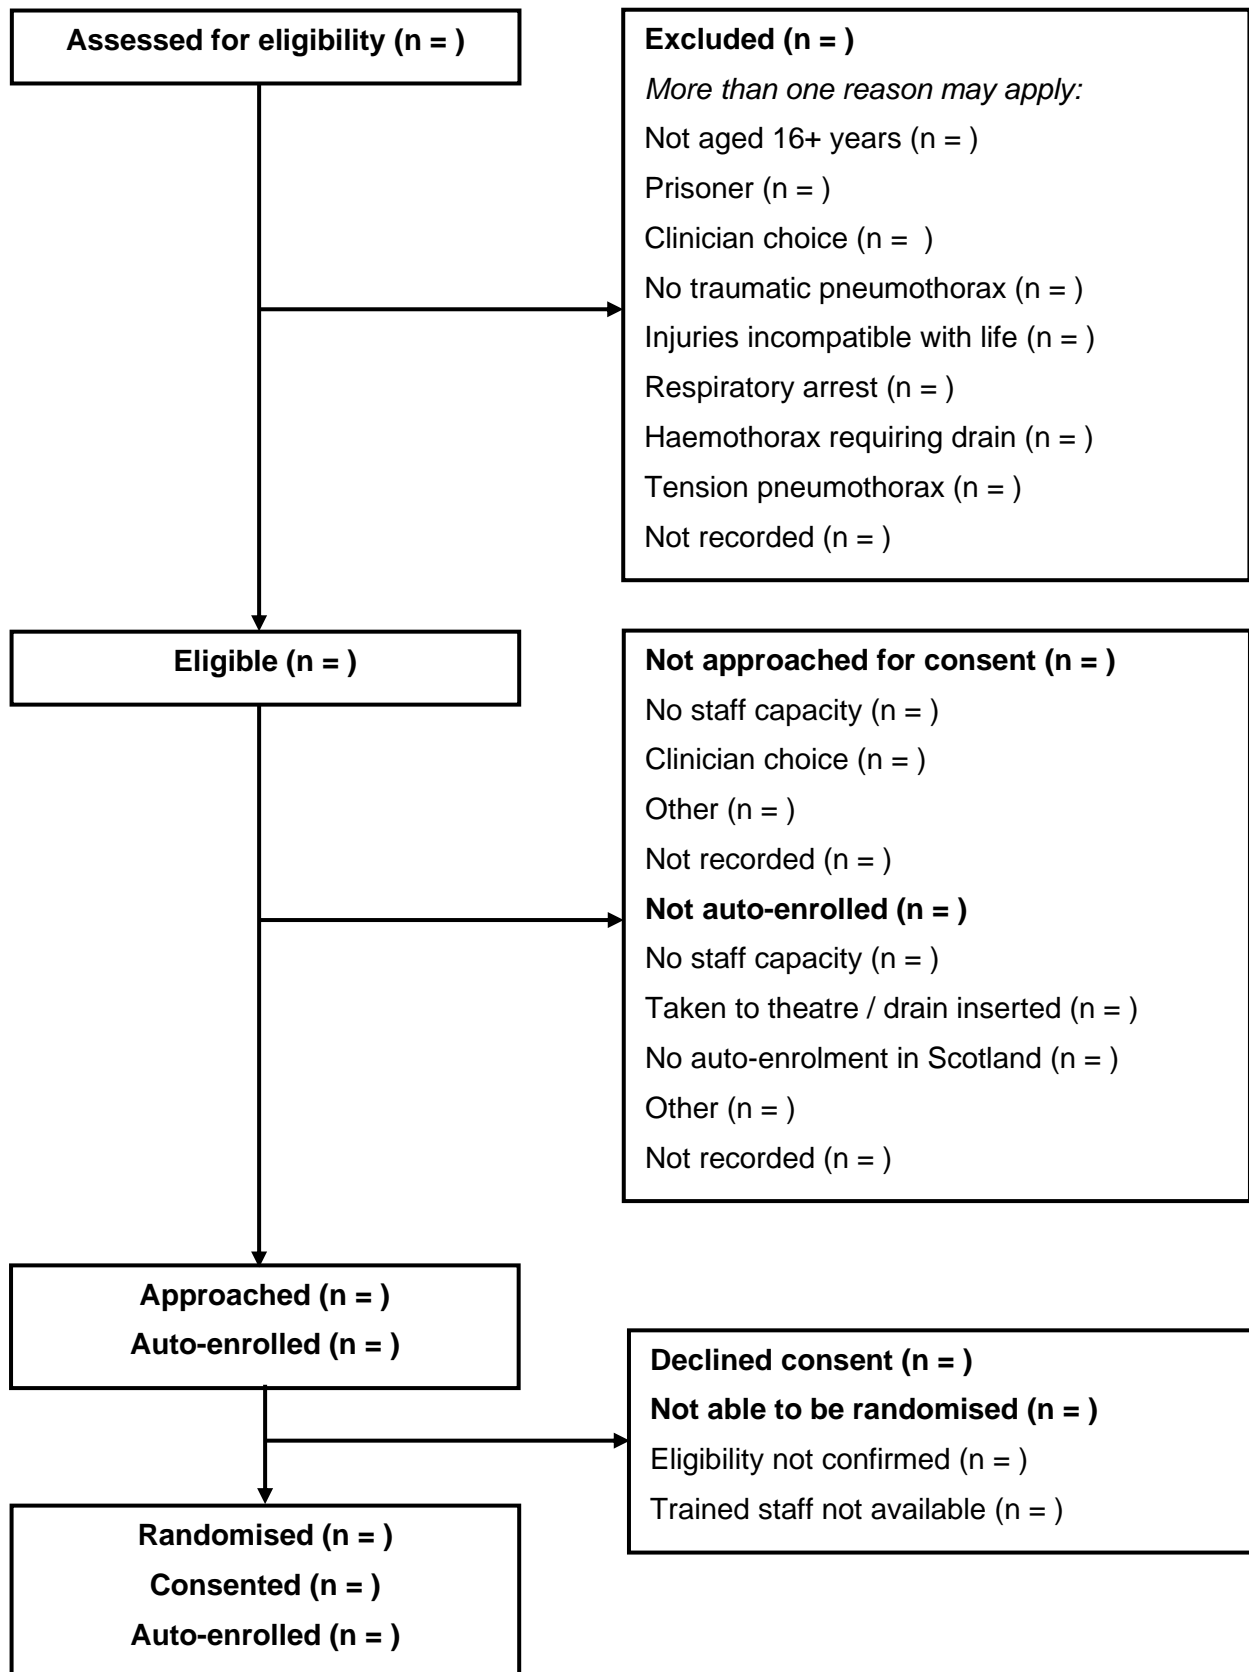 Assessed for eligibility (n = )
Excluded (n = )
More than one reason may apply:
Not aged 16+ years (n = )
Prisoner (n = )
Clinician choice (n =  )
No traumatic pneumothorax (n = )
Injuries incompatible with life (n = )
Respiratory arrest (n = )
Haemothorax requiring drain (n = )
Tension pneumothorax (n = )
Not recorded (n = )
Eligible (n = )
Not approached for consent (n = )
No staff capacity (n = )
Clinician choice (n = )
Other (n = )
Not recorded (n = )
Not auto-enrolled (n = )
No staff capacity (n = )
Taken to theatre / drain inserted (n = )
No auto-enrolment in Scotland (n = )
Other (n = )
Not recorded (n = )
Approached (n = )
Auto-enrolled (n = )
Declined consent (n = )
Not able to be randomised (n = )
Eligibility not confirmed (n = )
Trained staff not available (n = )
Randomised (n = )
Consented (n = )
Auto-enrolled (n = )